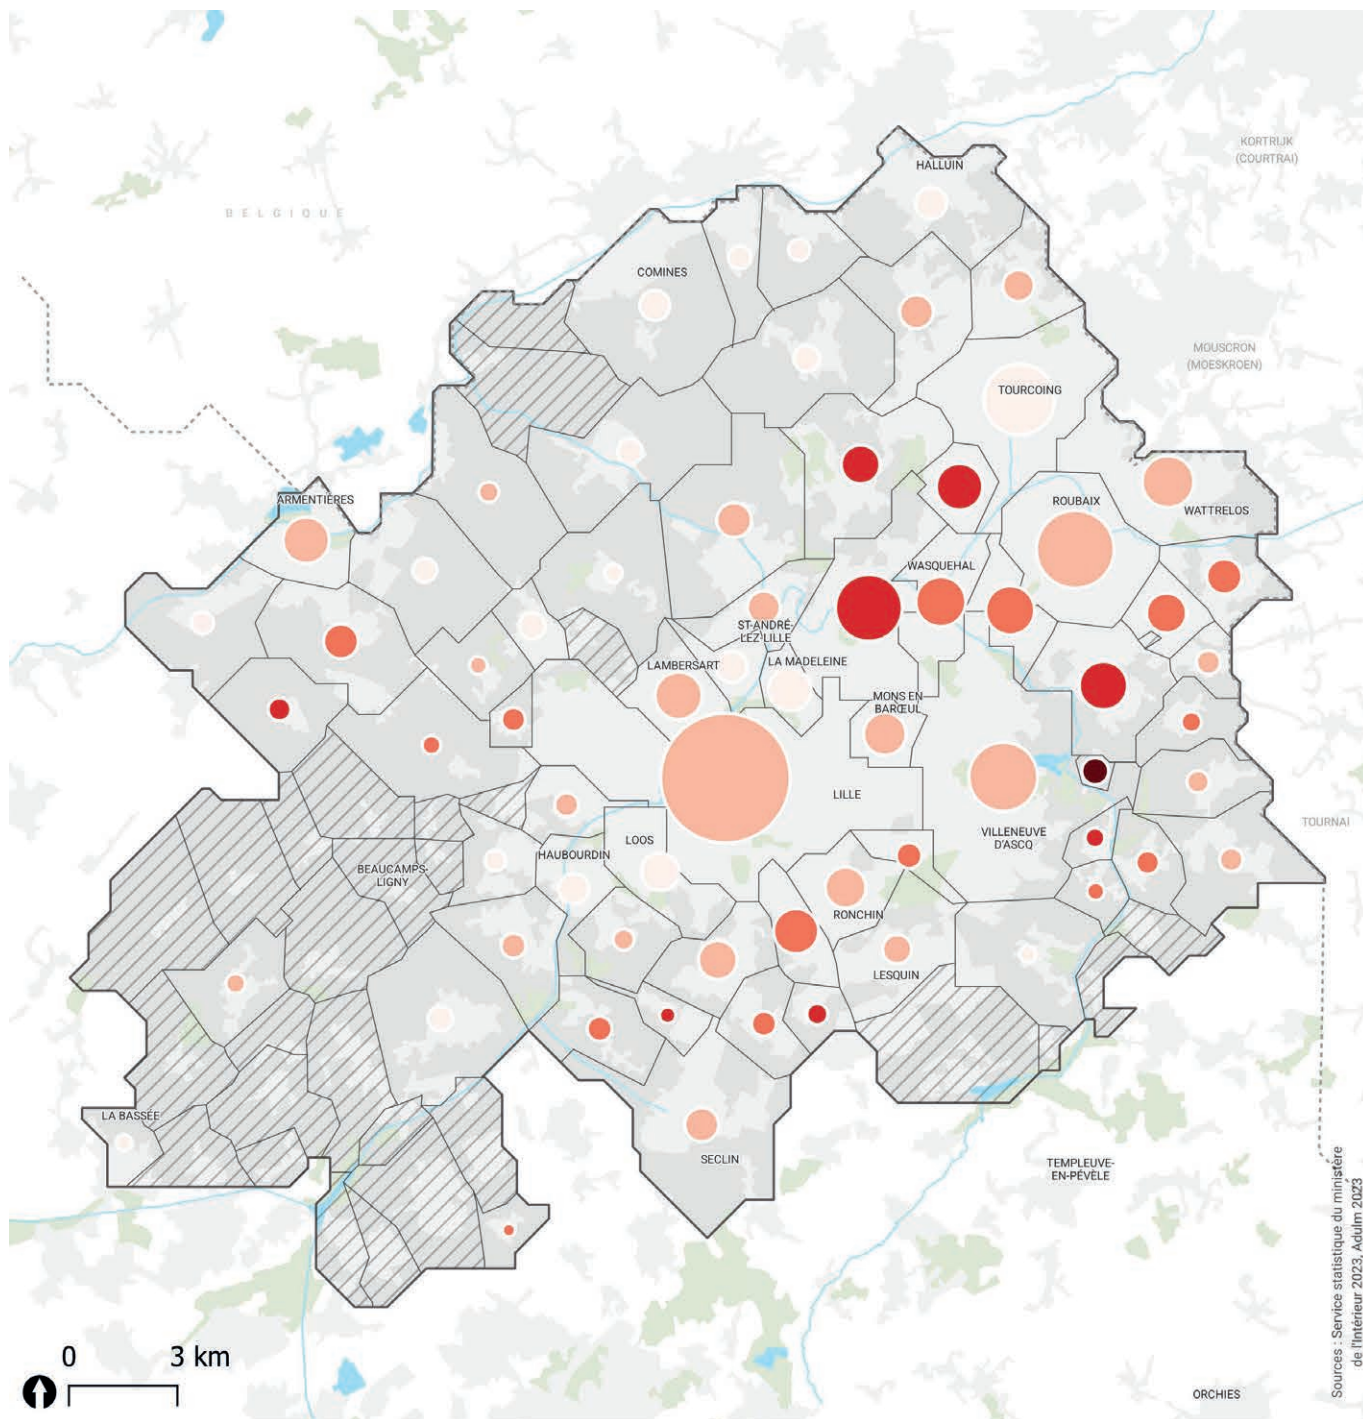 KORTRIJK
(COURTRAI)
HALLUIN
BELGIQUE
COMINES
MOUSCRON
(MOESKROEN)
TOURCOING
ARMENTIÈRES
ROUBAIX
WATTRELOS
WASQUEHAL
ST-ANDRÉ-
LEZ-LILLE
LAMBERSART
LA MADELEINE
MONS EN
BARŒUL
LILLE
TOURNAI
VILLENEUVE
D'ASCQ
LOOS
HAUBOURDIN
BEAUCAMPS-
LIGNY
RONCHIN
LESQUIN
LA BASSÉE
SECLIN
TEMPLEUVE-
EN-PÉVÈLE
ORCHIES
0 3 km
Sources : Service statistique du ministère
de l'Intérieur 2023, Adulm 2023